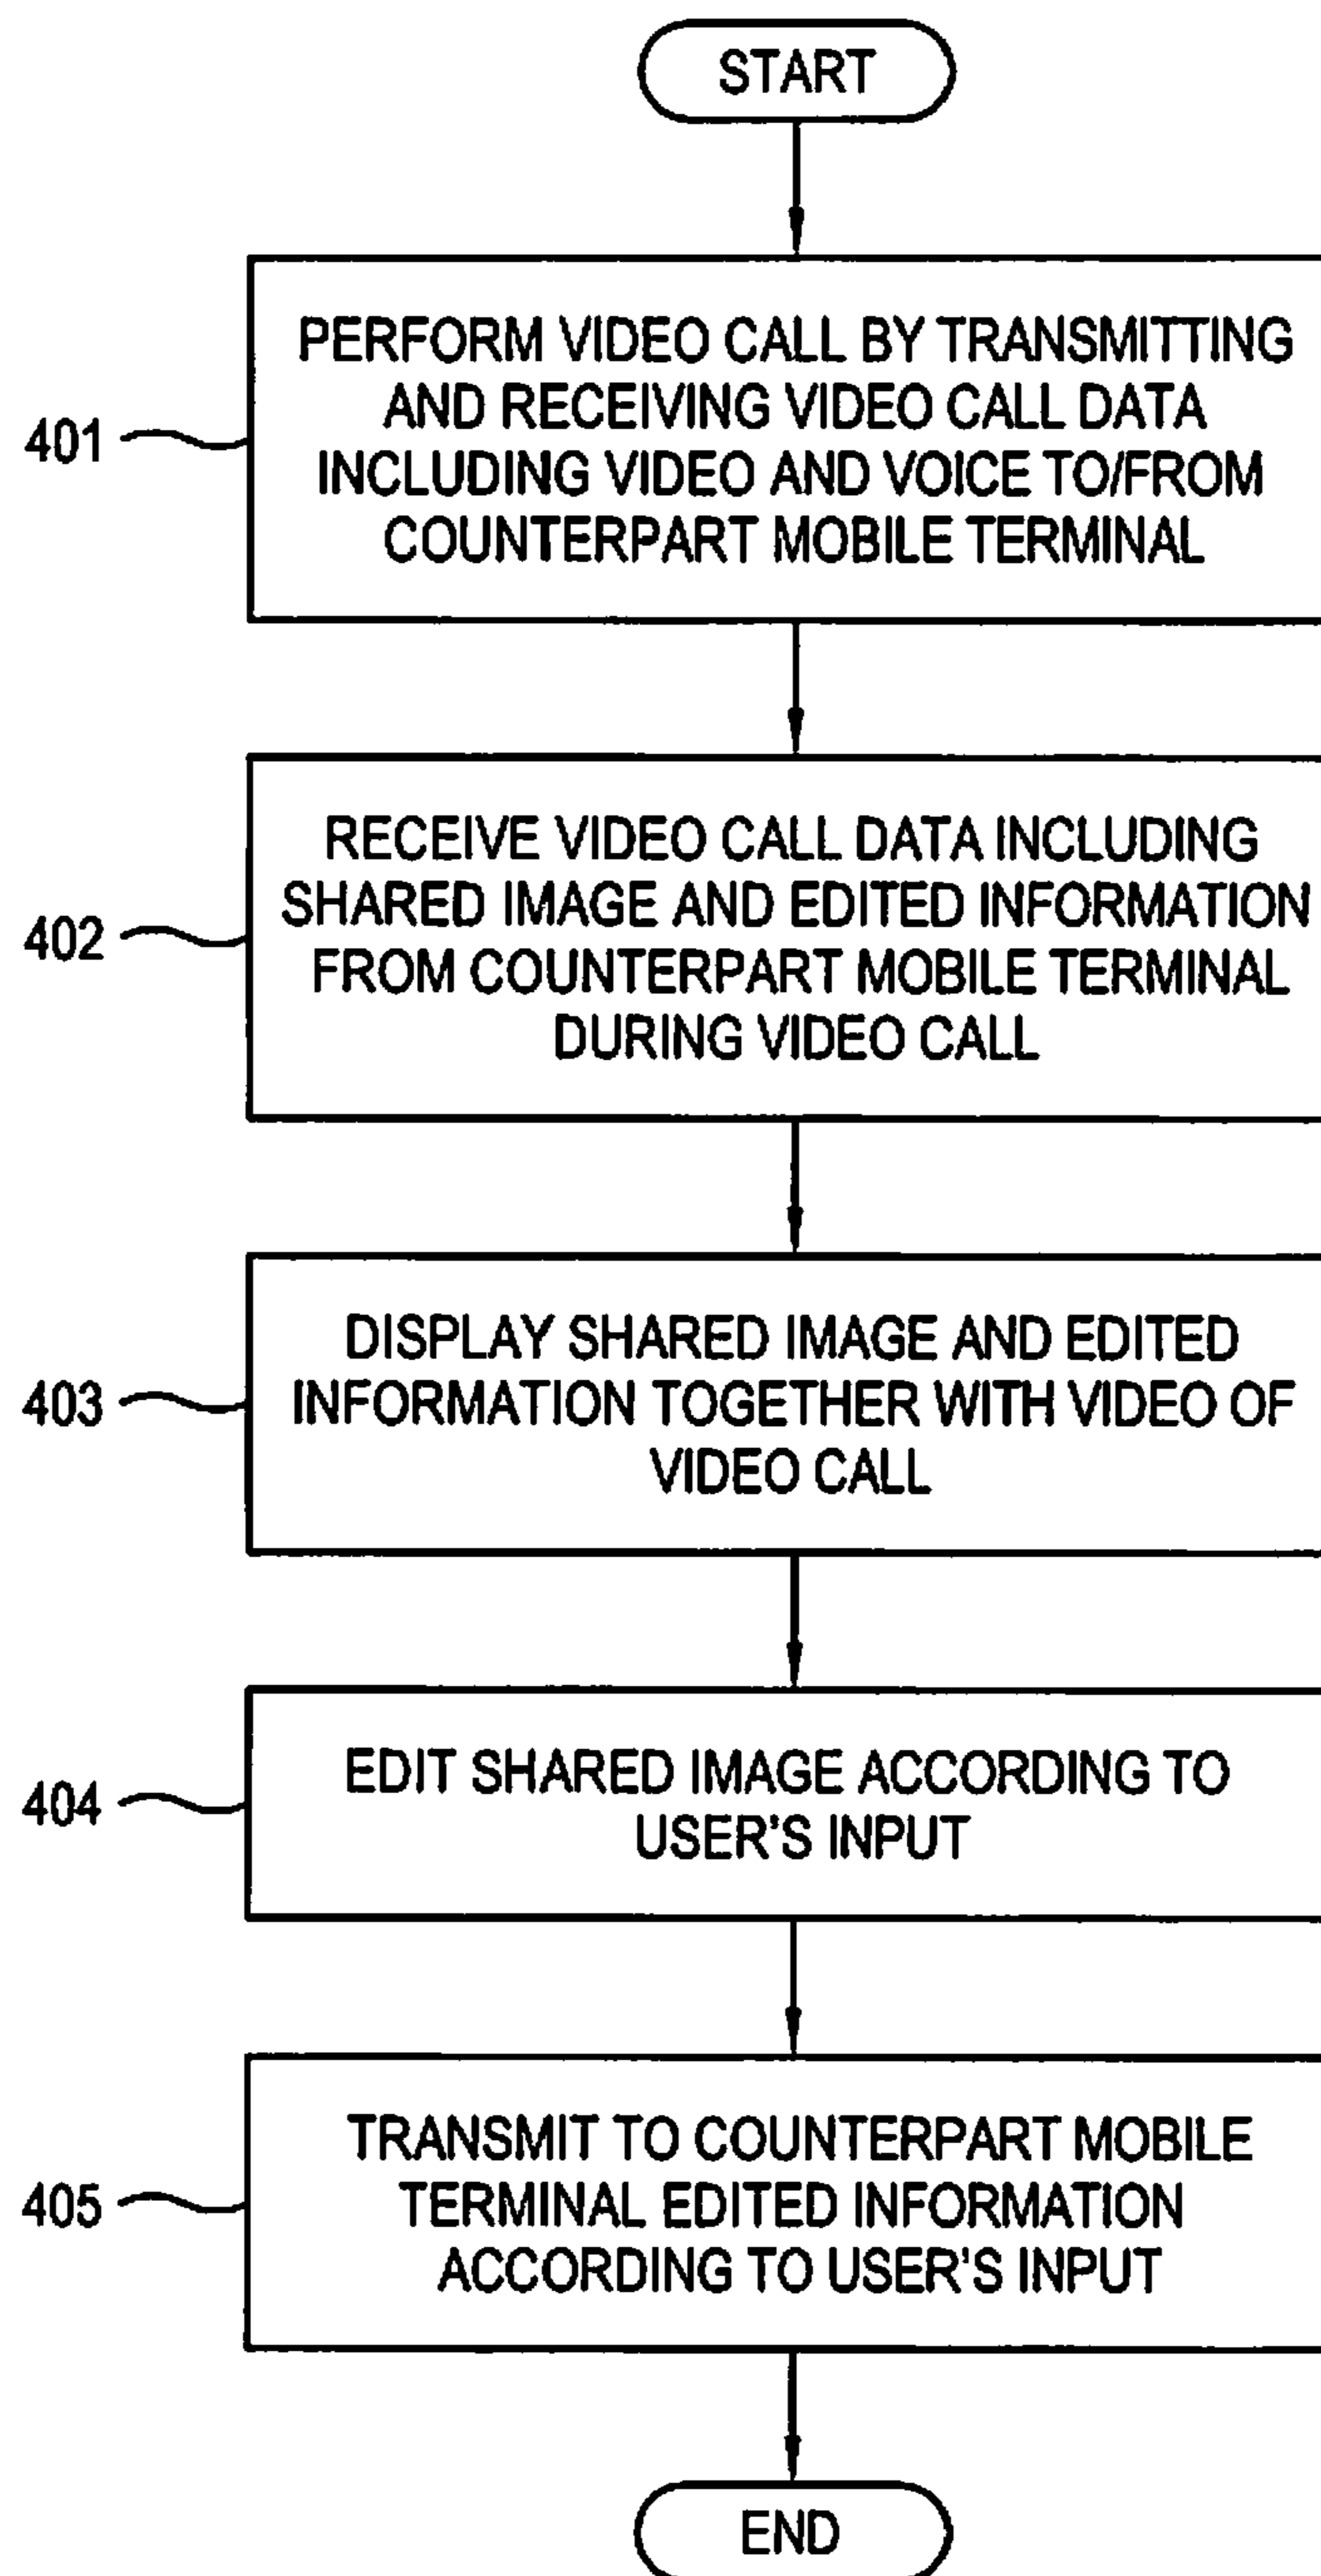 START
401
PERFORM VIDEO CALL BY TRANSMITTING
AND RECEIVING VIDEO CALL DATA
INCLUDING VIDEO AND VOICE TO/FROM
COUNTERPART MOBILE TERMINAL
402
RECEIVE VIDEO CALL DATA INCLUDING
SHARED IMAGE AND EDITED INFORMATION
FROM COUNTERPART MOBILE TERMINAL
DURING VIDEO CALL
403
DISPLAY SHARED IMAGE AND EDITED
INFORMATION TOGETHER WITH VIDEO OF
VIDEO CALL
404
EDIT SHARED IMAGE ACCORDING TO
USER'S INPUT
405
TRANSMIT TO COUNTERPART MOBILE
TERMINAL EDITED INFORMATION
ACCORDING TO USER'S INPUT
END